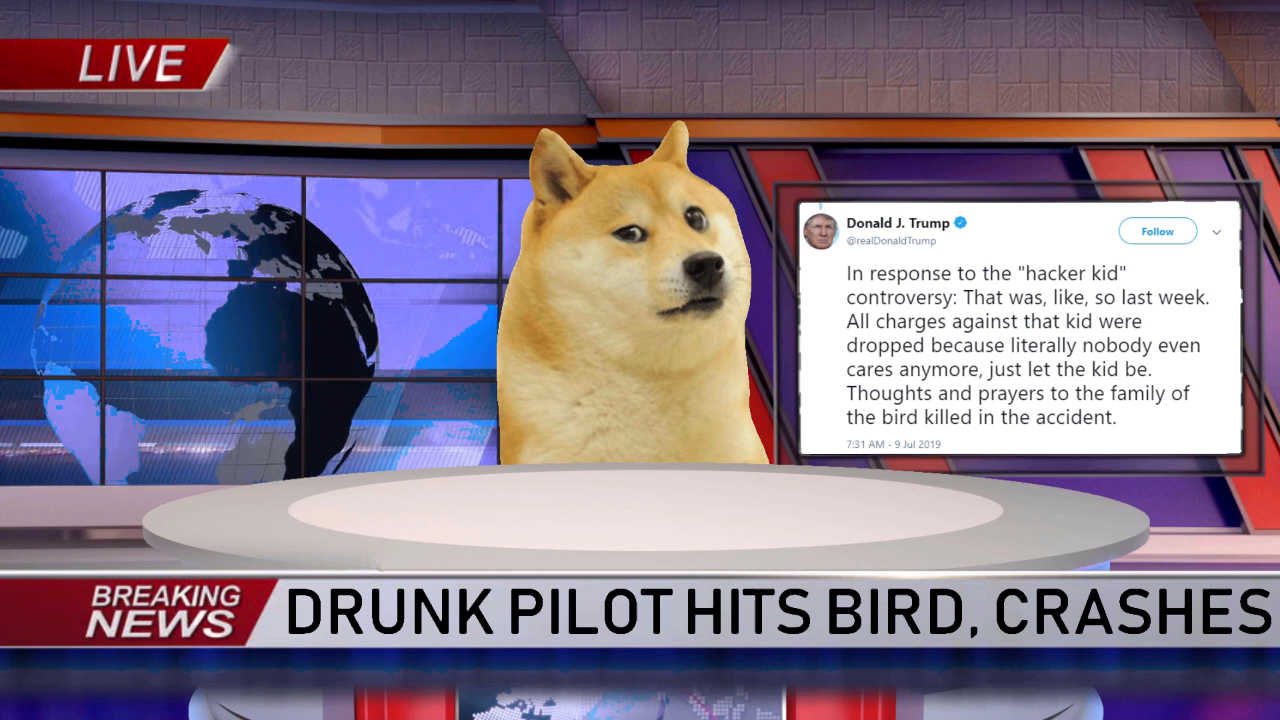 LIVE
Donald J. Trump
@realDonaldTrump
Follow
In response to the "hacker kid"
controversy: That was, like, so last week.
All charges against that kid were
dropped because literally nobody even
cares anymore, just let the kid be.
Thoughts and prayers to the family of
the bird killed in the accident.
7:31 AM - 9 Jul 2019
BREAKING
NEWS
DRUNK PILOT HITS BIRD, CRASHES